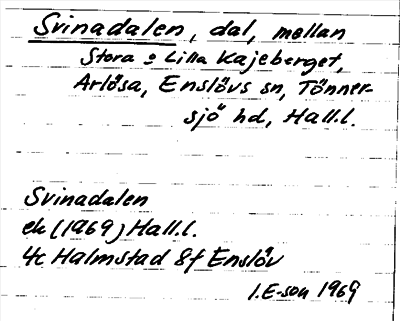 Svinadalen, dal, mellan
Stora o Lilla Kajeberget,
Arlösa, Enslövs sn, Tönner-
sjö hd, Hall.l.
Svinadalen
ek (1969) Hall.l.
4c Halmstad 8f Enslöv
I.E-son 1969